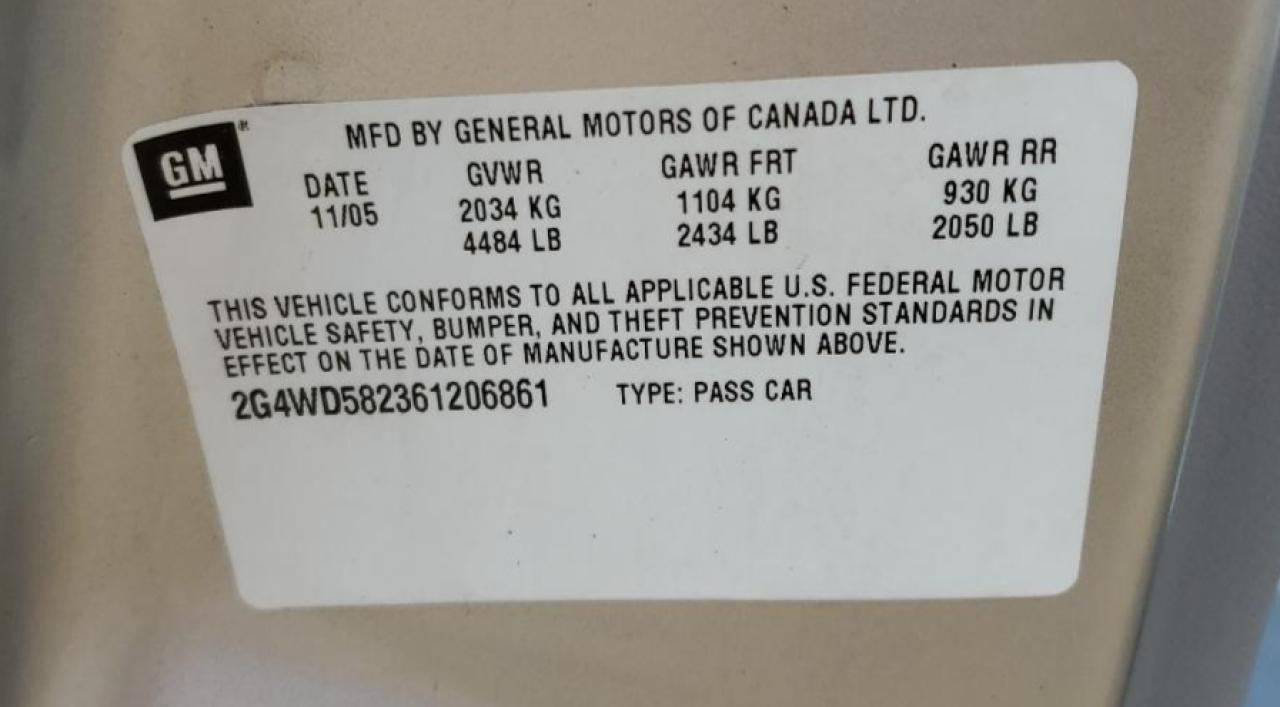 GM®
MFD BY GENERAL MOTORS OF CANADA LTD.
DATE GVWR GAWR FRT GAWR RR
11/05 2034 KG 1104 KG 930 KG
4484 LB 2434 LB 2050 LB
THIS VEHICLE CONFORMS TO ALL APPLICABLE U.S. FEDERAL MOTOR
VEHICLE SAFETY, BUMPER, AND THEFT PREVENTION STANDARDS IN
EFFECT ON THE DATE OF MANUFACTURE SHOWN ABOVE.
2G4WD582361206861 TYPE: PASS CAR